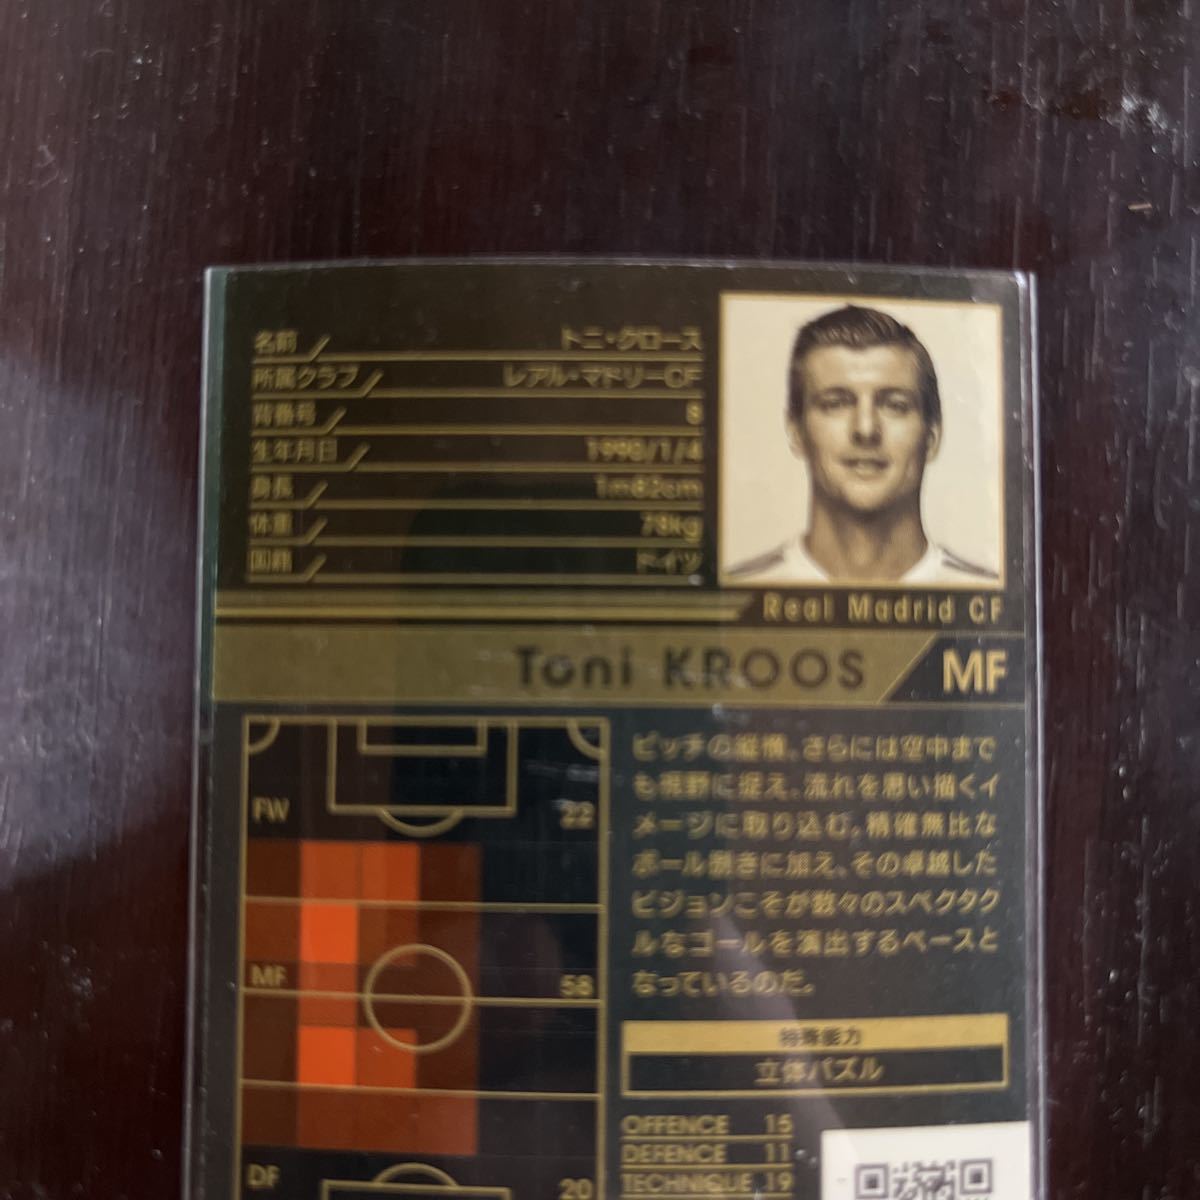 名前 トニ・クロース
所属クラブ レアル・マドリーCF
背番号 8
生年月日 1990/1/4
身長 1m82cm
体重 78kg
国籍 ドイツ
Real Madrid CF
Toni KROOS MF
ピッチの縦横、さらには空中まで
も視野に捉え、流れを思い描くイ
メージに取り込む。精確無比な
ボール捌きに加え、その卓越した
ビジョンこそが数々のスペクタク
ルなゴールを演出するベースと
なっているのだ。
FW 22
MF 58
DF 20
特殊能力
立体パズル
OFFENCE 15
DEFENCE 11
TECHNIQUE 19